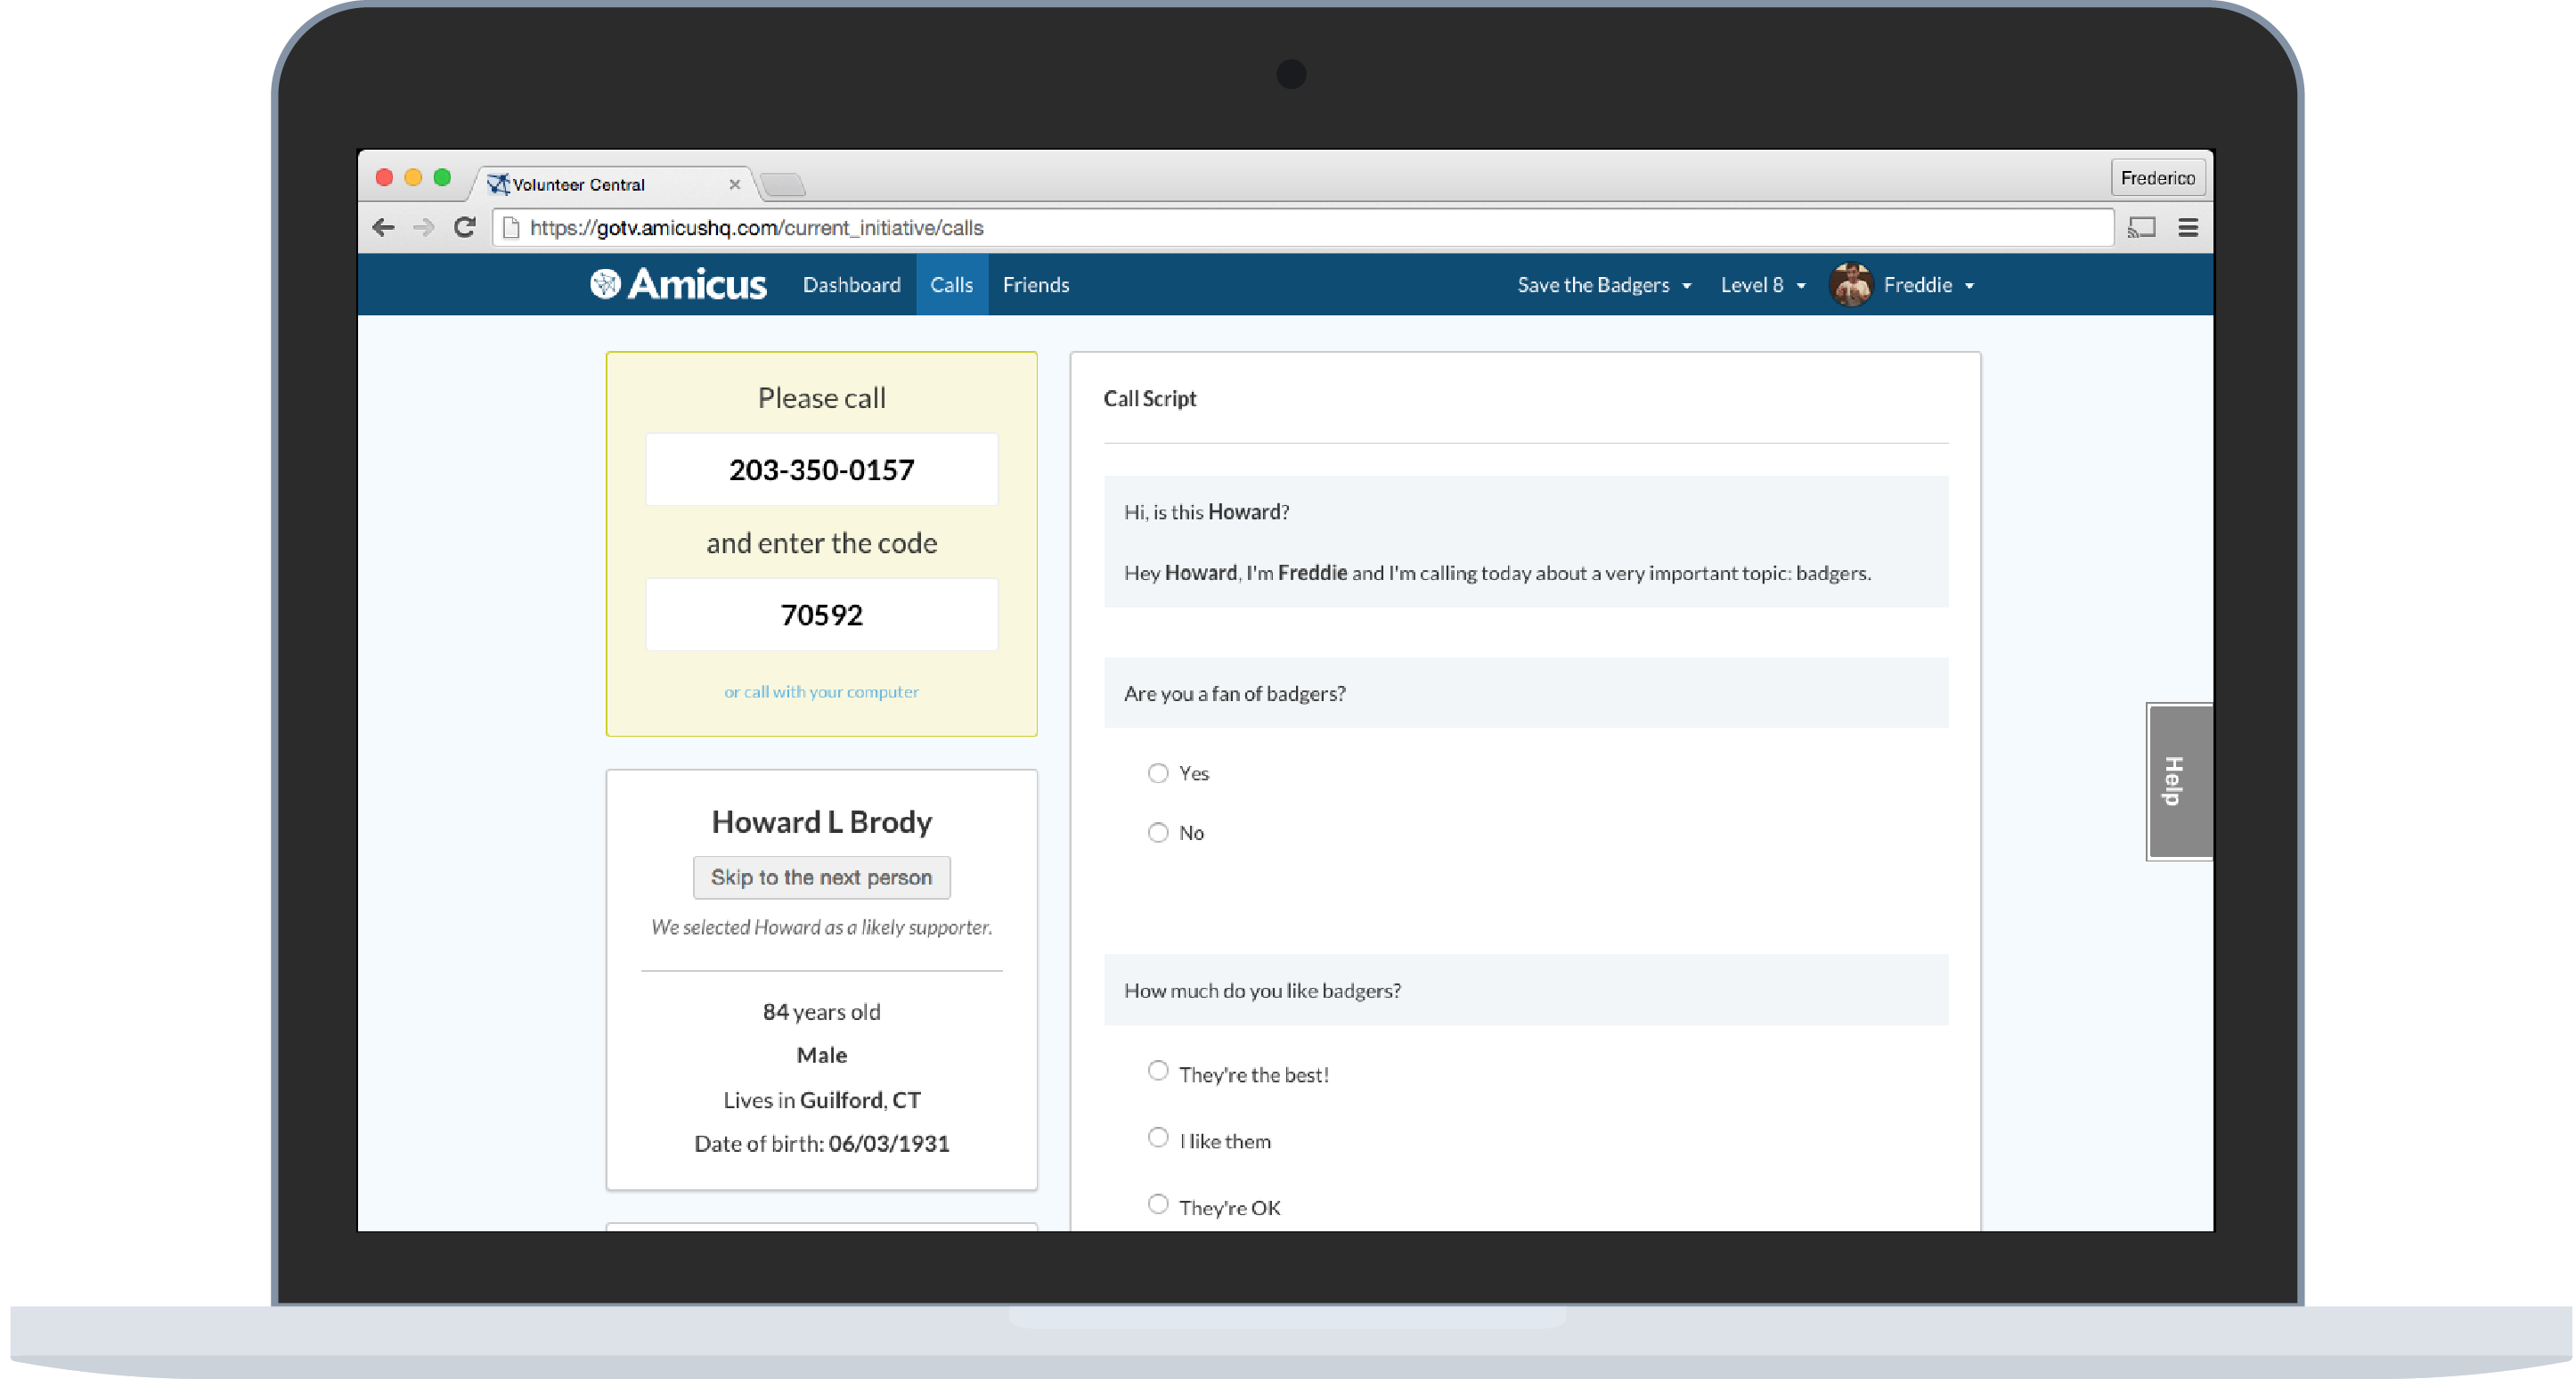 Volunteer Central
Frederico
https://gotv.amicushq.com/current_initiative/calls
Amicus Dashboard Calls Friends Save the Badgers Level 8 Freddie
Please call
203-350-0157
and enter the code
70592
or call with your computer
Howard L Brody
Skip to the next person
We selected Howard as a likely supporter.
84 years old
Male
Lives in Guilford, CT
Date of birth: 06/03/1931
Call Script
Hi, is this Howard?
Hey Howard, I'm Freddie and I'm calling today about a very important topic: badgers.
Are you a fan of badgers?
Yes
No
How much do you like badgers?
They're the best!
I like them
They're OK
Help